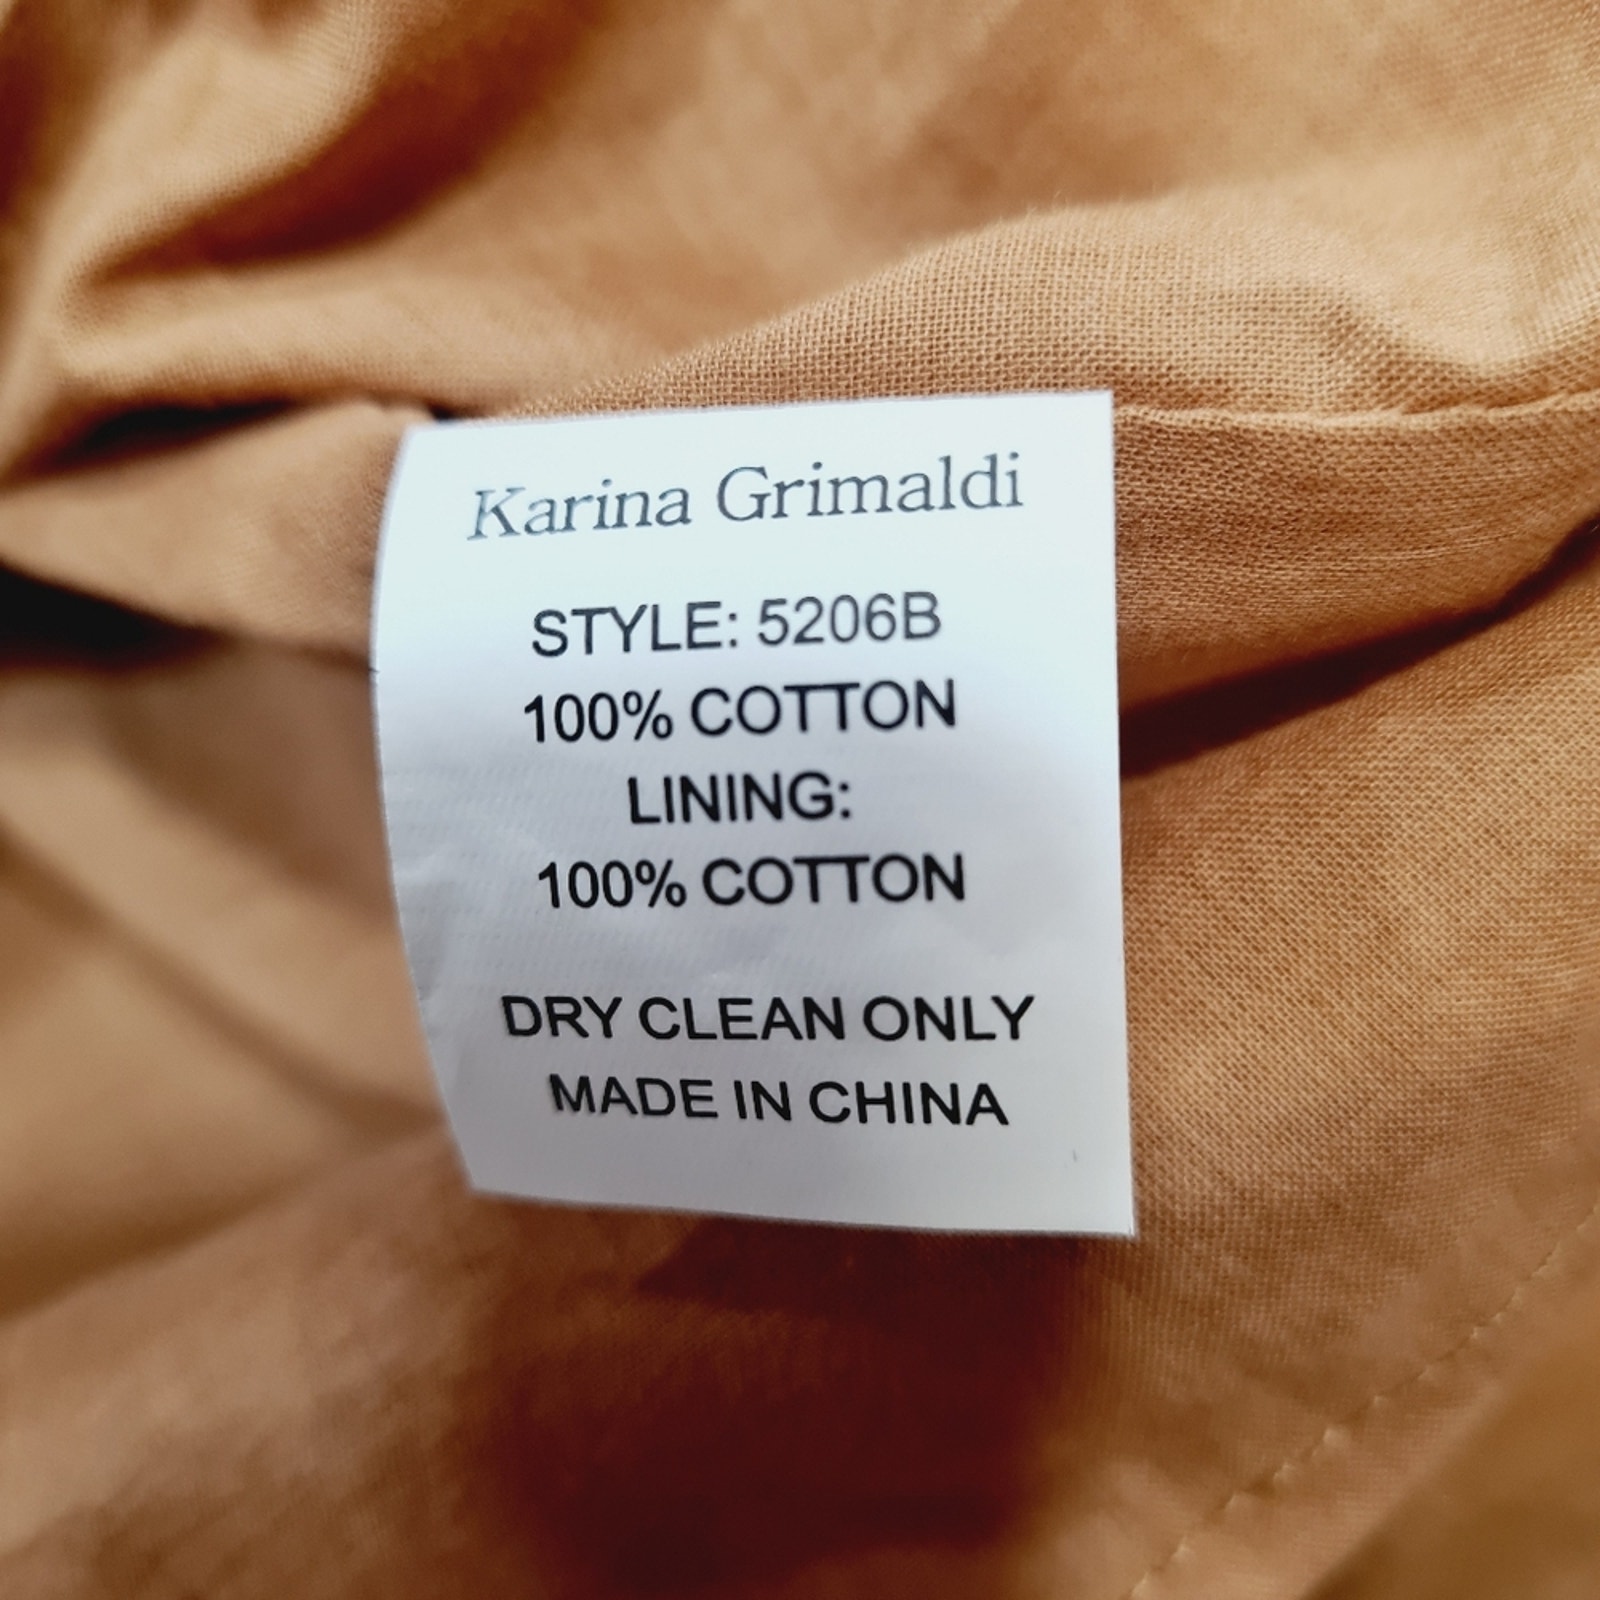 Karina Grimaldi
STYLE: 5206B
100% COTTON
LINING:
100% COTTON
DRY CLEAN ONLY
MADE IN CHINA